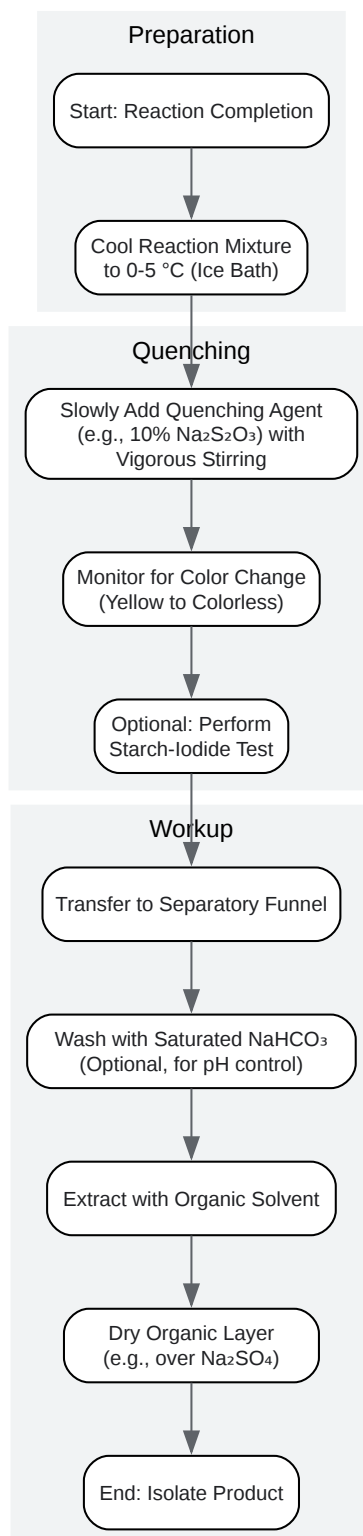 Preparation
Start: Reaction Completion
Cool Reaction Mixture
to 0-5 °C (Ice Bath)
Quenching
Slowly Add Quenching Agent
(e.g., 10% Na₂S₂O₃) with
Vigorous Stirring
Monitor for Color Change
(Yellow to Colorless)
Optional: Perform
Starch-Iodide Test
Workup
Transfer to Separatory Funnel
Wash with Saturated NaHCO₃
(Optional, for pH control)
Extract with Organic Solvent
Dry Organic Layer
(e.g., over Na₂SO₄)
End: Isolate Product